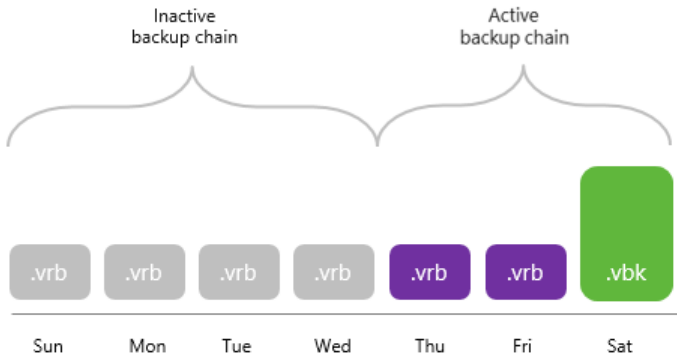 Inactive
backup chain
Active
backup chain
.vrb .vrb .vrb .vrb .vrb .vrb .vbk
Sun Mon Tue Wed Thu Fri Sat